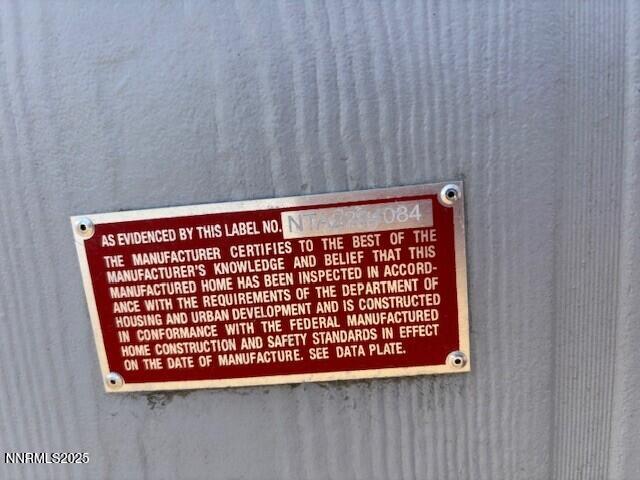 AS EVIDENCED BY THIS LABEL NO.
THE MANUFACTURER CERTIFIES TO THE BEST OF THE
MANUFACTURER'S KNOWLEDGE AND BELIEF THAT THIS
MANUFACTURED HOME HAS BEEN INSPECTED IN ACCORD-
ANCE WITH THE REQUIREMENTS OF THE DEPARTMENT OF
HOUSING AND URBAN DEVELOPMENT AND IS CONSTRUCTED
IN CONFORMANCE WITH THE FEDERAL MANUFACTURED
HOME CONSTRUCTION AND SAFETY STANDARDS IN EFFECT
ON THE DATE OF MANUFACTURE. SEE DATA PLATE.
NNRMLS2025